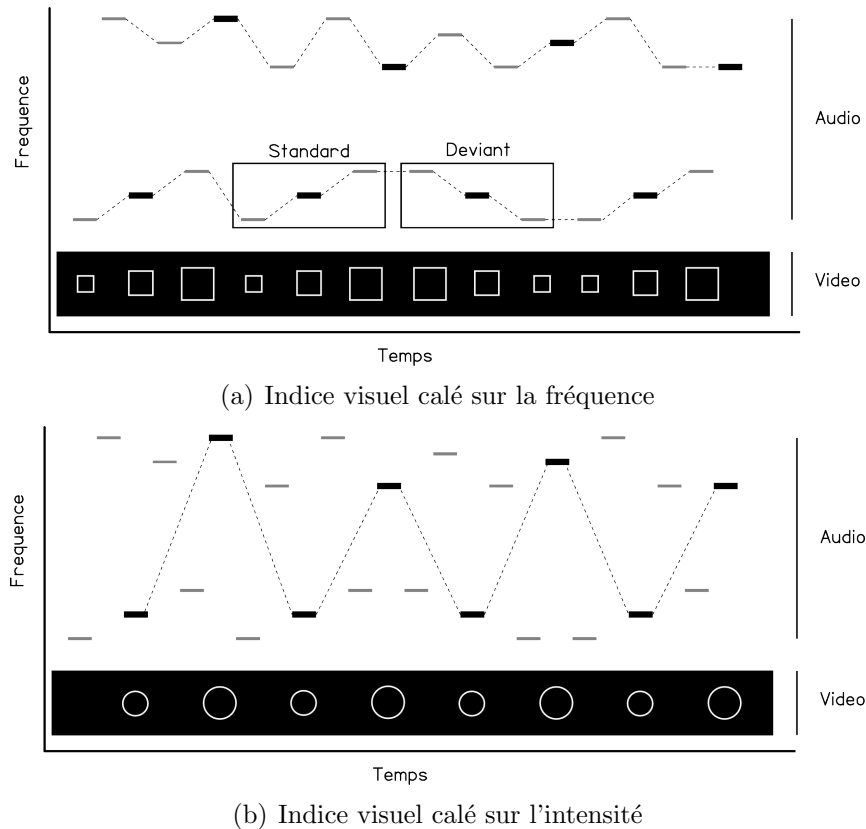 Frequence
Audio
Standard
Deviant
Video
Temps
(a) Indice visuel calé sur la fréquence
Frequence
Audio
Video
Temps
(b) Indice visuel calé sur l'intensité